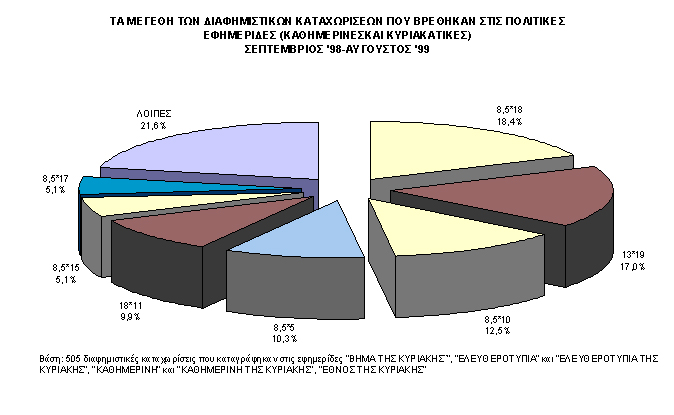 ΤΑ ΜΕΓΕΘΗ ΤΩΝ ΔΙΑΦΗΜΙΣΤΙΚΩΝ ΚΑΤΑΧΩΡΙΣΕΩΝ ΠΟΥ ΒΡΕΘΗΚΑΝ ΣΤΙΣ ΠΟΛΙΤΙΚΕΣ
ΕΦΗΜΕΡΙΔΕΣ (ΚΑΘΗΜΕΡΙΝΕΣΚΑΙ ΚΥΡΙΑΚΑΤΙΚΕΣ)
ΣΕΠΤΕΜΒΡΙΟΣ '98-ΑΥΓΟΥΣΤΟΣ '99
ΛΟΙΠΕΣ
21,6%
8,5*18
18,4%
8,5*17
5,1%
13*19
17,0%
8,5*15
5,1%
18*11
9,9%
8,5*5
10,3%
8,5*10
12,5%
Βάση: 505 διαφημιστικές καταχωρίσεις που καταγράφηκαν στις εφημερίδες "ΒΗΜΑ ΤΗΣ ΚΥΡΙΑΚΗΣ"", "ΕΛΕΥΘΕΡΟΤΥΠΙΑ" και "ΕΛΕΥΘΕΡΟΤΥΠΙΑ ΤΗΣ
ΚΥΡΙΑΚΗΣ", "ΚΑΘΗΜΕΡΙΝΗ" και "ΚΑΘΗΜΕΡΙΝΗ ΤΗΣ ΚΥΡΙΑΚΗΣ", "ΕΘΝΟΣ ΤΗΣ ΚΥΡΙΑΚΗΣ"